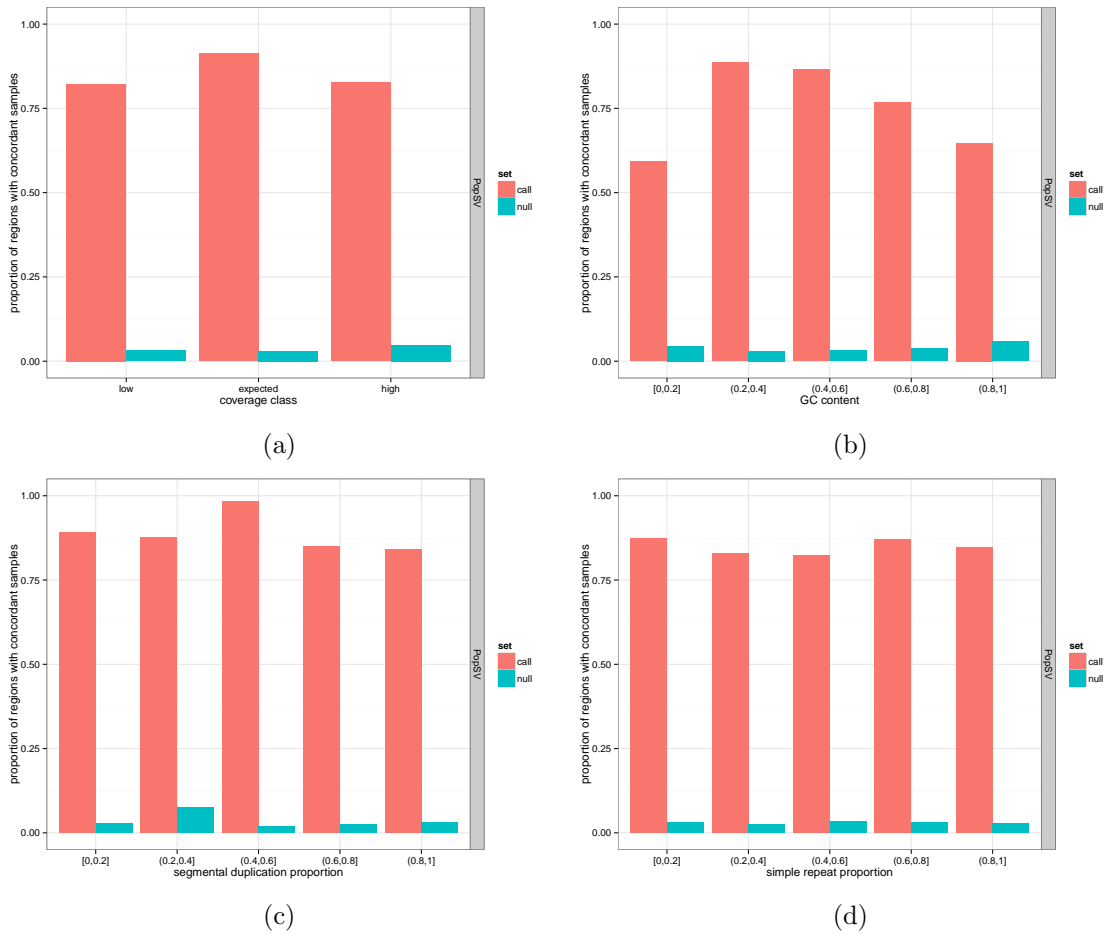 proportion of regions with concordant samples
1.00
0.75
0.50
0.25
0.00
low expected high
coverage class
PopSV
set
call
null
(a)
proportion of regions with concordant samples
1.00
0.75
0.50
0.25
0.00
[0,0.2] (0.2,0.4] (0.4,0.6] (0.6,0.8] (0.8,1]
GC content
PopSV
set
call
null
(b)
proportion of regions with concordant samples
1.00
0.75
0.50
0.25
0.00
[0,0.2] (0.2,0.4] (0.4,0.6] (0.6,0.8] (0.8,1]
segmental duplication proportion
PopSV
set
call
null
(c)
proportion of regions with concordant samples
1.00
0.75
0.50
0.25
0.00
[0,0.2] (0.2,0.4] (0.4,0.6] (0.6,0.8] (0.8,1]
simple repeat proportion
PopSV
set
call
null
(d)